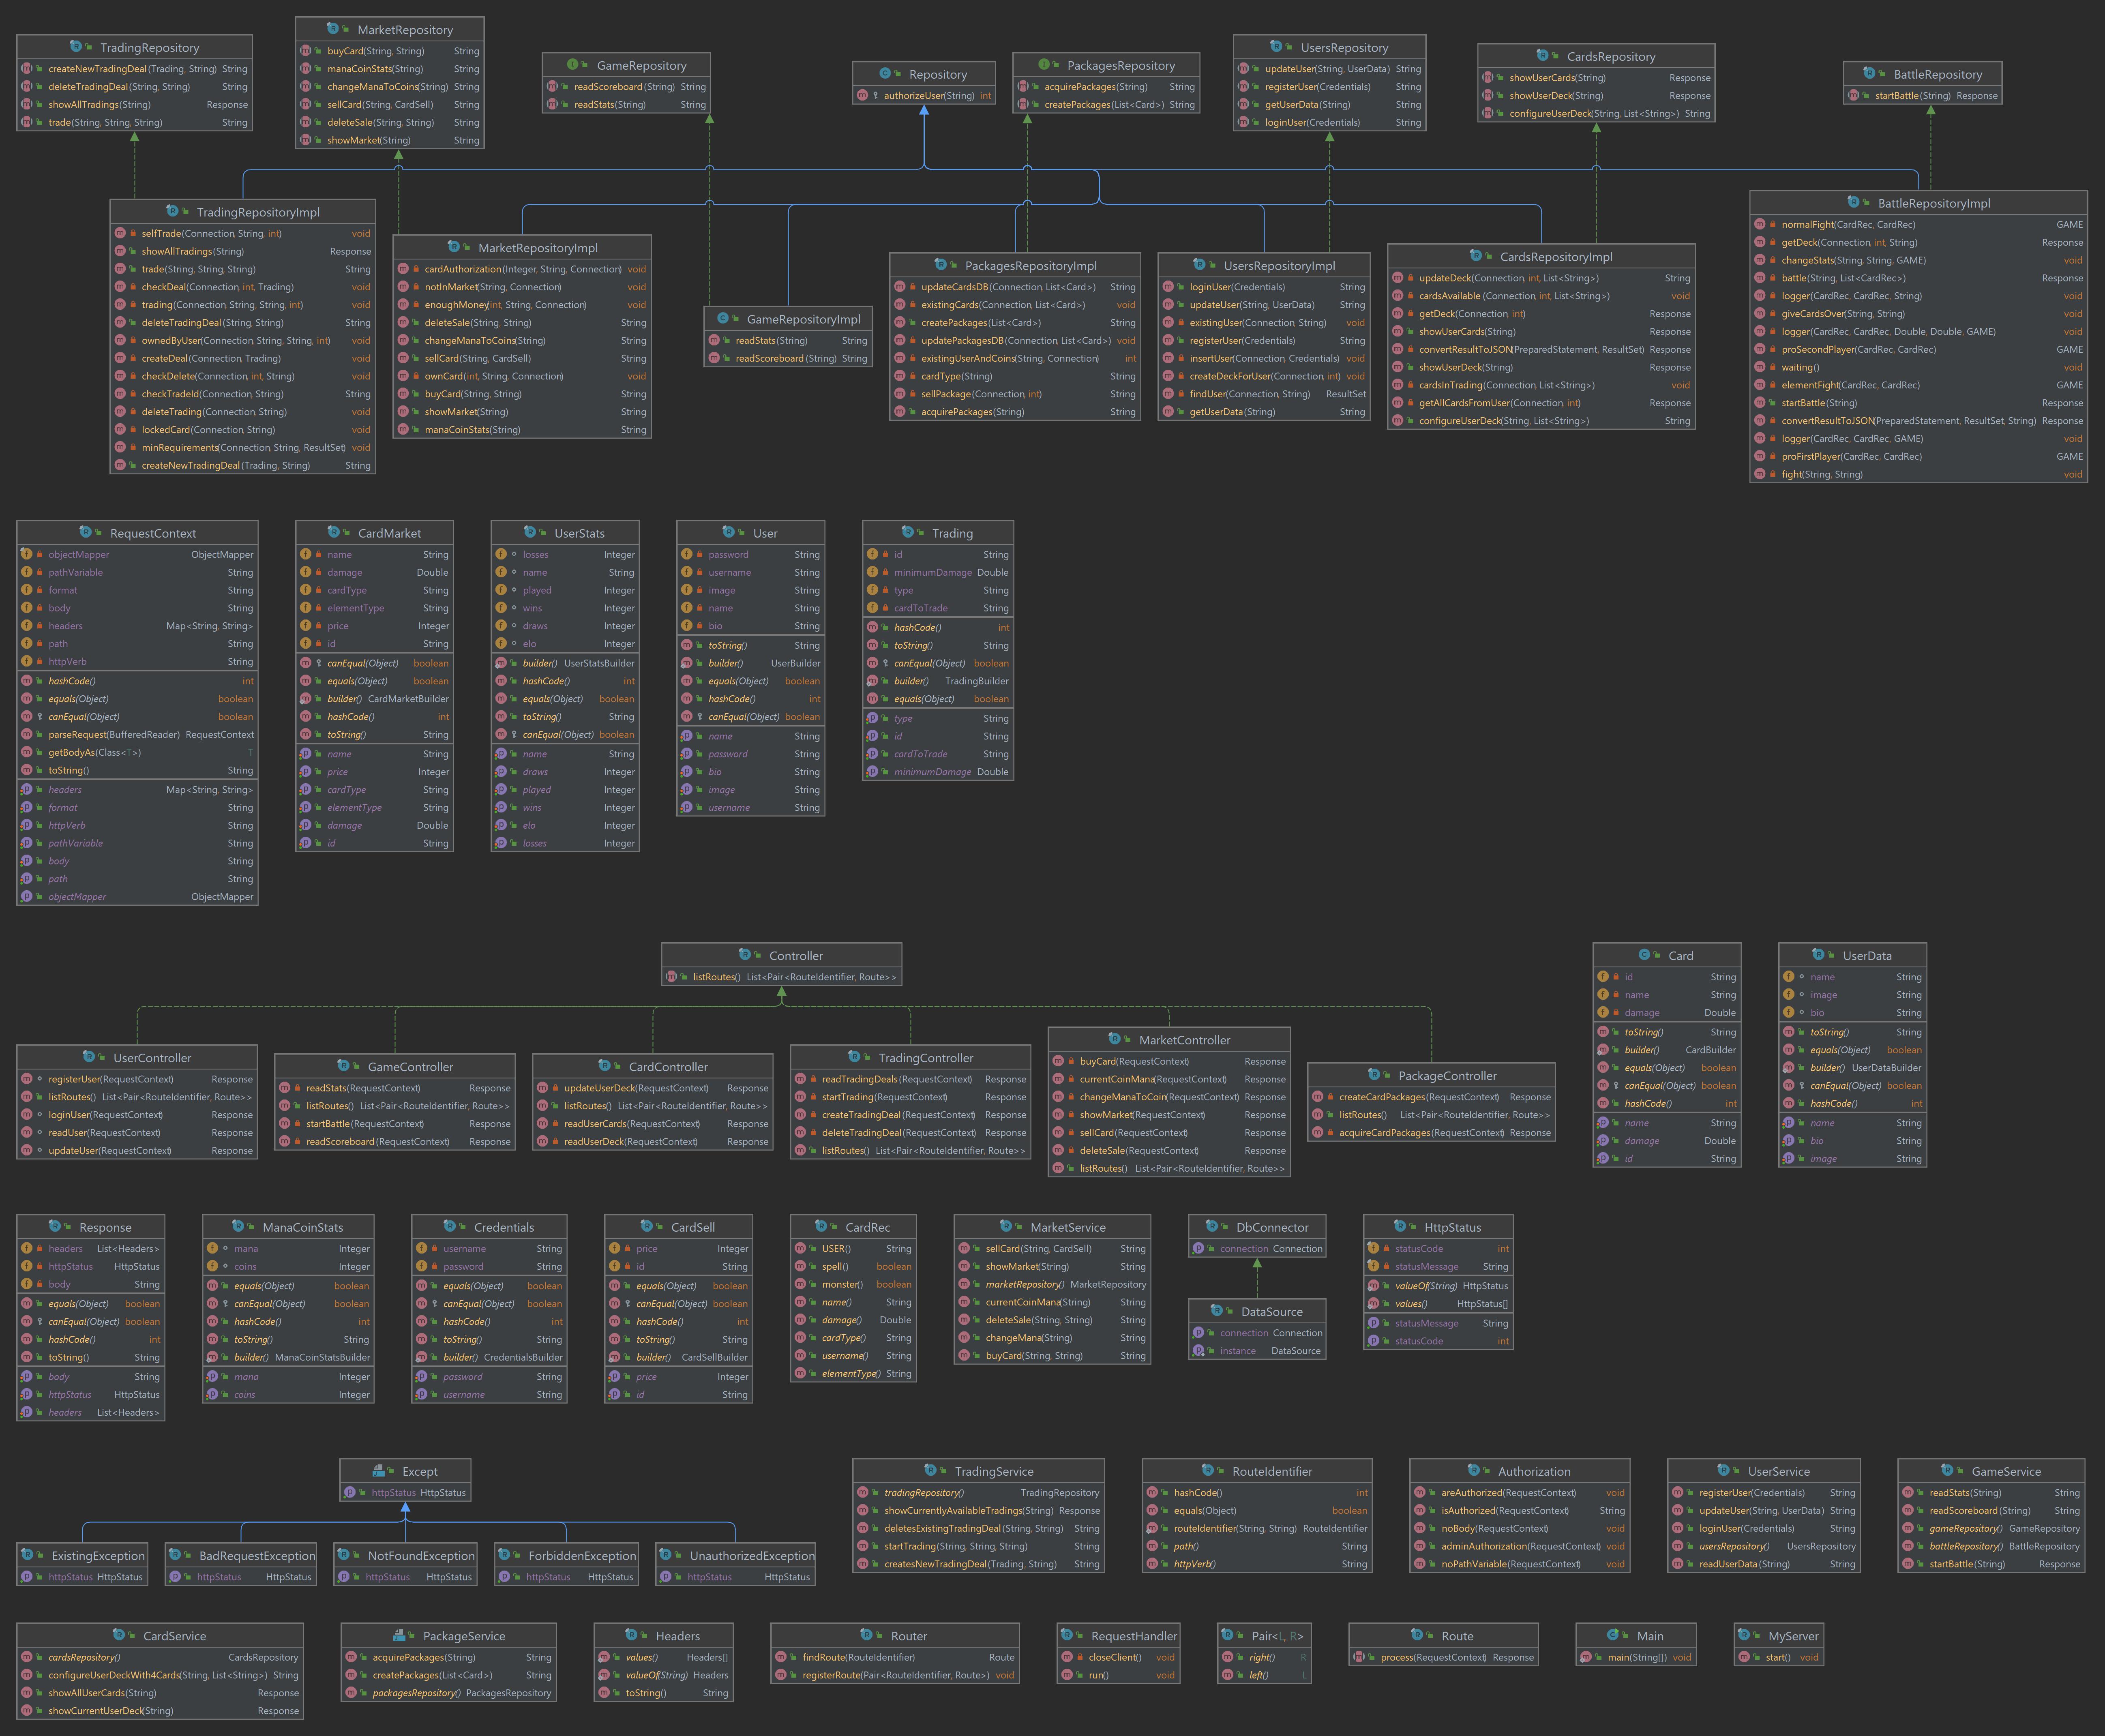 TradingRepository
createNewTradingDeal(Trading, String) String
deleteTradingDeal(String, String) String
showAllTradings(String) Response
trade(String, String, String) String
MarketRepository
buyCard(String, String) String
manaCoinStats(String) String
changeManaToCoins(String) String
sellCard(String, CardSell) String
deleteSale(String, String) String
showMarket(String) String
GameRepository
readScoreboard(String) String
readStats(String) String
Repository
authorizeUser(String) int
PackagesRepository
acquirePackages(String) String
createPackages(List<Card>) String
UsersRepository
updateUser(String, UserData) String
registerUser(Credentials) String
getUserData(String) String
loginUser(Credentials) String
CardsRepository
showUserCards(String) Response
showUserDeck(String) Response
configureUserDeck(String, List<String>) String
BattleRepository
startBattle(String) Response
TradingRepositoryImpl
selfTrade(Connection, String, int) void
showAllTradings(String) Response
trade(String, String, String) String
checkDeal(Connection, int, Trading) void
trading(Connection, String, String, int) void
deleteTradingDeal(String, String) String
ownedByUser(Connection, String, String, int) void
createDeal(Connection, Trading) void
checkDelete(Connection, int, String) void
checkTradeId(Connection, String) String
deleteTrading(Connection, String) void
lockedCard(Connection, String) void
minRequirements(Connection, String, ResultSet) void
createNewTradingDeal(Trading, String) String
MarketRepositoryImpl
cardAuthorization(Integer, String, Connection) void
notInMarket(String, Connection) void
enoughMoney(int, String, Connection) void
deleteSale(String, String) String
changeManaToCoins(String) String
sellCard(String, CardSell) String
ownCard(int, String, Connection) void
buyCard(String, String) String
showMarket(String) String
manaCoinStats(String) String
GameRepositoryImpl
readStats(String) String
readScoreboard(String) String
PackagesRepositoryImpl
updateCardsDB(Connection, List<Card>) String
existingCards(Connection, List<Card>) void
createPackages(List<Card>) String
updatePackagesDB(Connection, List<Card>) void
existingUserAndCoins(String, Connection) int
cardType(String) String
sellPackage(Connection, int) String
acquirePackages(String) String
UsersRepositoryImpl
loginUser(Credentials) String
updateUser(String, UserData) String
existingUser(Connection, String) void
registerUser(Credentials) String
insertUser(Connection, Credentials) void
createDeckForUser(Connection, int) void
findUser(Connection, String) ResultSet
getUserData(String) String
CardsRepositoryImpl
updateDeck(Connection, int, List<String>) String
cardsAvailable(Connection, int, List<String>) void
getDeck(Connection, int) Response
showUserCards(String) Response
convertResultToJSON(PreparedStatement, ResultSet) Response
showUserDeck(String) Response
cardsInTrading(Connection, List<String>) void
getAllCardsFromUser(Connection, int) Response
configureUserDeck(String, List<String>) String
BattleRepositoryImpl
normalFight(CardRec, CardRec) GAME
getDeck(Connection, int, String) Response
changeStats(String, String, GAME) void
battle(String, List<CardRec>) Response
logger(CardRec, CardRec, String) void
giveCardsOver(String, String) void
logger(CardRec, CardRec, Double, Double, GAME) void
proSecondPlayer(CardRec, CardRec) GAME
waiting() void
elementFight(CardRec, CardRec) GAME
startBattle(String) Response
convertResultToJSON(PreparedStatement, ResultSet, String) Response
logger(CardRec, CardRec, GAME) void
proFirstPlayer(CardRec, CardRec) GAME
fight(String, String) void
RequestContext
objectMapper ObjectMapper
pathVariable String
format String
body String
headers Map<String, String>
path String
httpVerb String
hashCode() int
equals(Object) boolean
canEqual(Object) boolean
parseRequest(BufferedReader) RequestContext
getBodyAs(Class<T>) T
toString() String
headers Map<String, String>
format String
httpVerb String
pathVariable String
body String
path String
objectMapper ObjectMapper
CardMarket
name String
damage Double
cardType String
elementType String
price Integer
id String
canEqual(Object) boolean
equals(Object) boolean
builder() CardMarketBuilder
hashCode() int
toString() String
name String
price Integer
cardType String
elementType String
damage Double
id String
UserStats
losses Integer
name String
played Integer
wins Integer
draws Integer
elo Integer
builder() UserStatsBuilder
hashCode() int
equals(Object) boolean
toString() String
canEqual(Object) boolean
name String
draws Integer
played Integer
wins Integer
elo Integer
losses Integer
User
password String
username String
image String
name String
bio String
toString() String
builder() UserBuilder
equals(Object) boolean
hashCode() int
canEqual(Object) boolean
name String
password String
bio String
image String
username String
Trading
id String
minimumDamage Double
type String
cardToTrade String
hashCode() int
toString() String
canEqual(Object) boolean
builder() TradingBuilder
equals(Object) boolean
type String
id String
cardToTrade String
minimumDamage Double
Controller
listRoutes() List<Pair<RouteIdentifier, Route>>
UserController
registerUser(RequestContext) Response
listRoutes() List<Pair<RouteIdentifier, Route>>
loginUser(RequestContext) Response
readUser(RequestContext) Response
updateUser(RequestContext) Response
GameController
readStats(RequestContext) Response
listRoutes() List<Pair<RouteIdentifier, Route>>
startBattle(RequestContext) Response
readScoreboard(RequestContext) Response
CardController
updateUserDeck(RequestContext) Response
listRoutes() List<Pair<RouteIdentifier, Route>>
readUserCards(RequestContext) Response
readUserDeck(RequestContext) Response
TradingController
readTradingDeals(RequestContext) Response
startTrading(RequestContext) Response
createTradingDeal(RequestContext) Response
deleteTradingDeal(RequestContext) Response
listRoutes() List<Pair<RouteIdentifier, Route>>
MarketController
buyCard(RequestContext) Response
currentCoinMana(RequestContext) Response
changeManaToCoin(RequestContext) Response
showMarket(RequestContext) Response
sellCard(RequestContext) Response
deleteSale(RequestContext) Response
listRoutes() List<Pair<RouteIdentifier, Route>>
PackageController
createCardPackages(RequestContext) Response
listRoutes() List<Pair<RouteIdentifier, Route>>
acquireCardPackages(RequestContext) Response
Card
id String
name String
damage Double
toString() String
builder() CardBuilder
equals(Object) boolean
canEqual(Object) boolean
hashCode() int
name String
damage Double
id String
UserData
name String
image String
bio String
toString() String
equals(Object) boolean
builder() UserDataBuilder
canEqual(Object) boolean
hashCode() int
name String
bio String
image String
Response
headers List<Headers>
httpStatus HttpStatus
body String
equals(Object) boolean
canEqual(Object) boolean
hashCode() int
toString() String
body String
httpStatus HttpStatus
headers List<Headers>
ManaCoinStats
mana Integer
coins Integer
equals(Object) boolean
canEqual(Object) boolean
hashCode() int
toString() String
builder() ManaCoinStatsBuilder
mana Integer
coins Integer
Credentials
username String
password String
equals(Object) boolean
canEqual(Object) boolean
hashCode() int
toString() String
builder() CredentialsBuilder
password String
username String
CardSell
price Integer
id String
equals(Object) boolean
canEqual(Object) boolean
hashCode() int
toString() String
builder() CardSellBuilder
price Integer
id String
CardRec
USER() String
spell() boolean
monster() boolean
name() String
damage() Double
cardType() String
username() String
elementType() String
MarketService
sellCard(String, CardSell) String
showMarket(String) String
marketRepository() MarketRepository
currentCoinMana(String) String
deleteSale(String, String) String
changeMana(String) String
buyCard(String, String) String
DbConnector
connection Connection
DataSource
connection Connection
instance DataSource
HttpStatus
statusCode int
statusMessage String
valueOf(String) HttpStatus
values() HttpStatus[]
statusMessage String
statusCode int
Except
httpStatus HttpStatus
ExistingException
httpStatus HttpStatus
BadRequestException
httpStatus HttpStatus
NotFoundException
httpStatus HttpStatus
ForbiddenException
httpStatus HttpStatus
UnauthorizedException
httpStatus HttpStatus
TradingService
tradingRepository() TradingRepository
showCurrentlyAvailableTradings(String) Response
deletesExistingTradingDeal(String, String) String
startTrading(String, String, String) String
createsNewTradingDeal(Trading, String) String
RouteIdentifier
hashCode() int
equals(Object) boolean
routeIdentifier(String, String) RouteIdentifier
path() String
httpVerb() String
Authorization
areAuthorized(RequestContext) void
isAuthorized(RequestContext) String
noBody(RequestContext) void
adminAuthorization(RequestContext) void
noPathVariable(RequestContext) void
UserService
registerUser(Credentials) String
updateUser(String, UserData) String
loginUser(Credentials) String
usersRepository() UsersRepository
readUserData(String) String
GameService
readStats(String) String
readScoreboard(String) String
gameRepository() GameRepository
battleRepository() BattleRepository
startBattle(String) Response
CardService
cardsRepository() CardsRepository
configureUserDeckWith4Cards(String, List<String>) String
showAllUserCards(String) Response
showCurrentUserDeck(String) Response
PackageService
acquirePackages(String) String
createPackages(List<Card>) String
packagesRepository() PackagesRepository
Headers
values() Headers[]
valueOf(String) Headers
toString() String
Router
findRoute(RouteIdentifier) Route
registerRoute(Pair<RouteIdentifier, Route>) void
RequestHandler
closeClient() void
run() void
Pair<L, R>
right() R
left() L
Route
process(RequestContext) Response
Main
main(String[]) void
MyServer
start() void